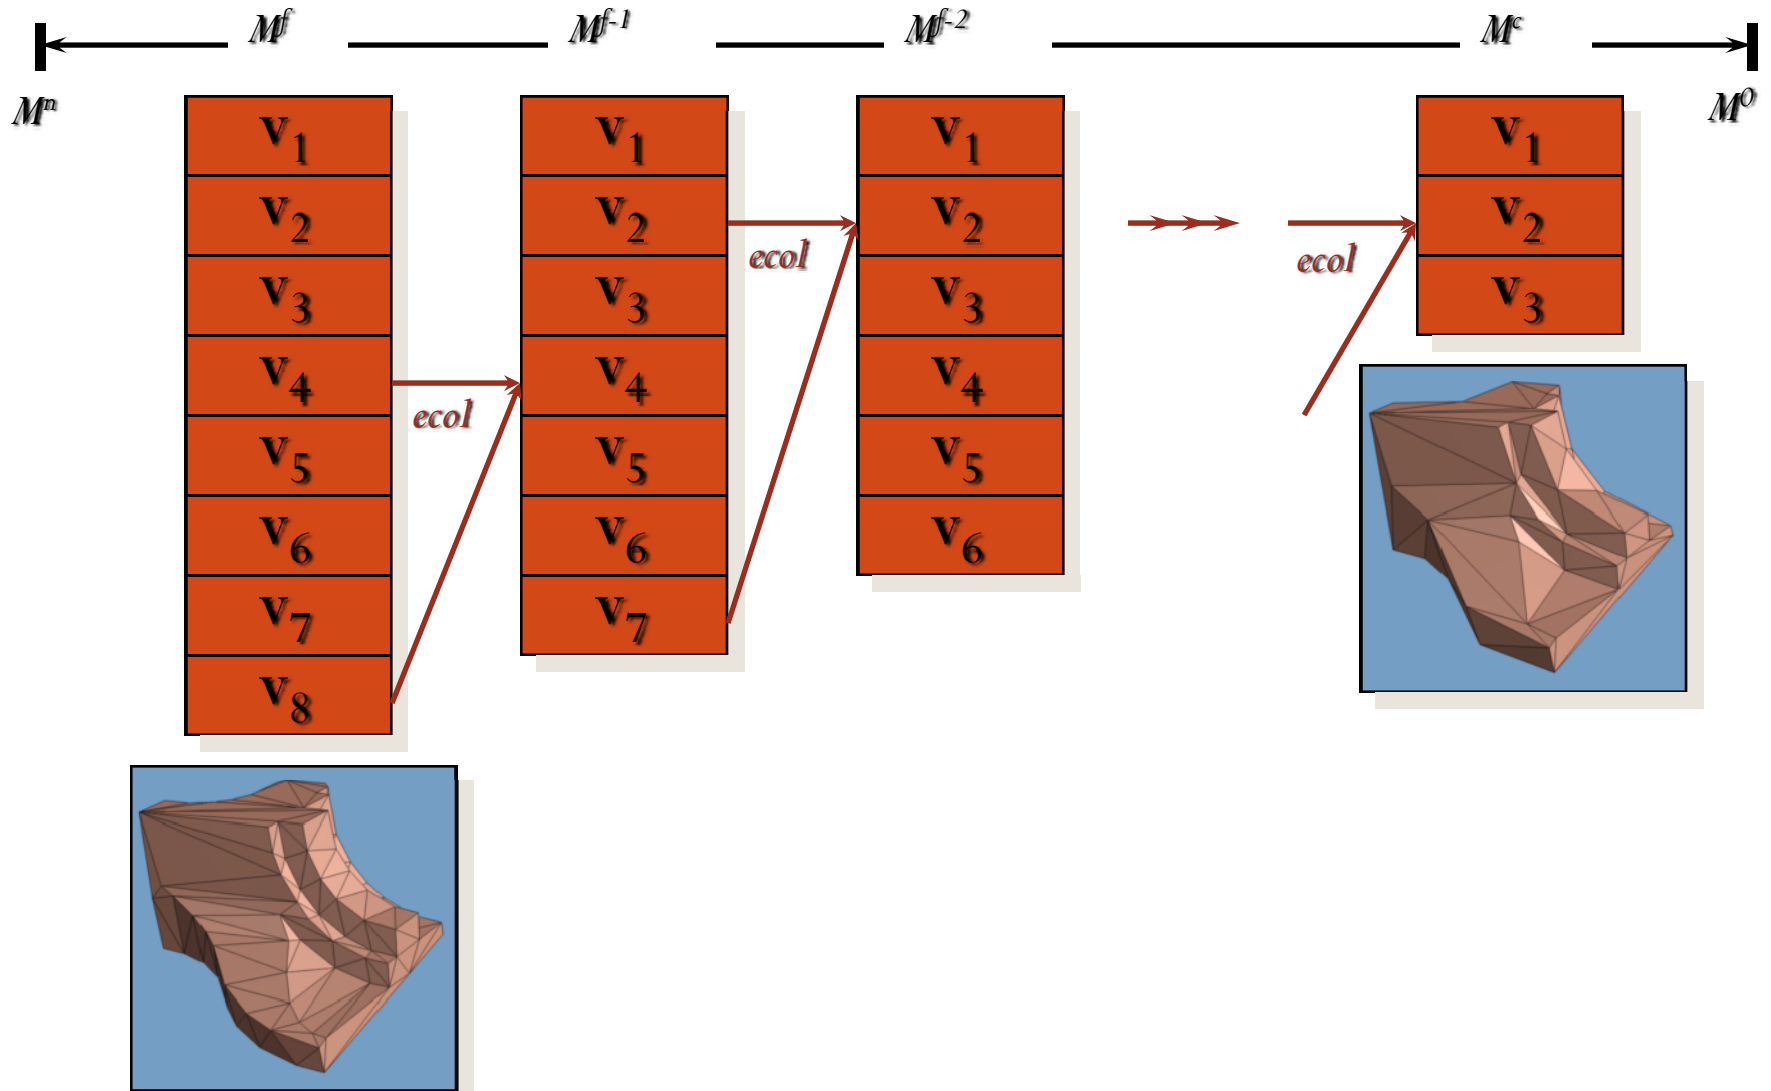 M^f M^f-1 M^f-2 M^c
M^n M^0
v1 v1 v1 v1
v2 v2 v2 v2
ecol ecol
v3 v3 v3 v3
v4 v4 v4
ecol
v5 v5 v5
v6 v6 v6
v7 v7
v8